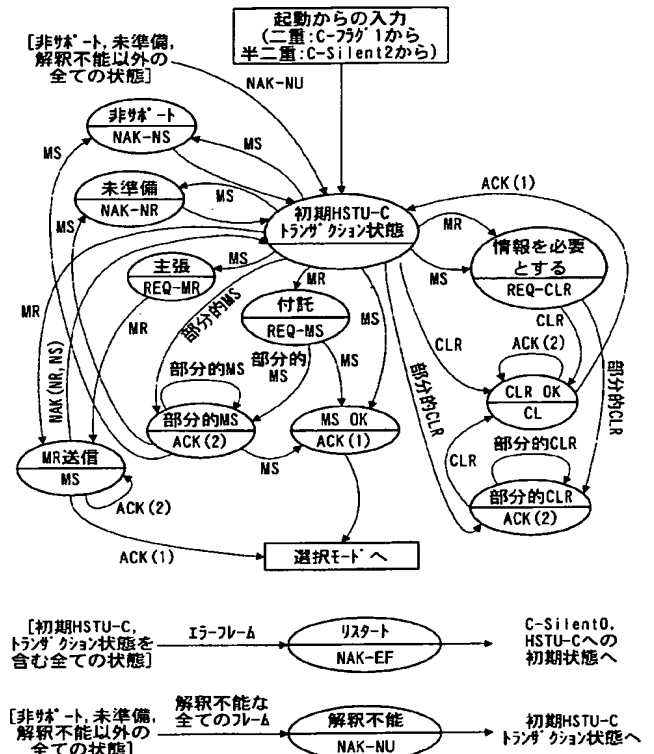 起動からの入力
(二重:C-フラグ1から
半二重:C-Silent2から)
[非サポート,未準備,
解釈不能以外の
全ての状態]
NAK-NU
非サポート
NAK-NS
MS
MS
未準備
NAK-NR
MS
MS
初期HSTU-C
トランザクション状態
ACK(1)
MR
MS
情報を必要
とする
REQ-CLR
主張
REQ-MR
MS
MR
付託
REQ-MS
MS
MR
MR
部分的MS
NAK(NR,NS)
部分的MS
部分的
MS
MS
CLR
CLR
ACK(2)
部分的CLR
部分的CLR
CLR OK
CL
部分的MS
ACK(2)
MS
MS OK
ACK(1)
CLR
部分的CLR
部分的CLR
ACK(2)
MR送信
MS
ACK(2)
ACK(1)
選択モードへ
[初期HSTU-C,
トランザクション状態を
含む全ての状態]
エラーフレーム
リスタート
NAK-EF
C-Silent0,
HSTU-Cへの
初期状態へ
[非サポート,未準備,
解釈不能以外の
全ての状態]
解釈不能な
全てのフレーム
解釈不能
NAK-NU
初期HSTU-C
トランザクション状態へ